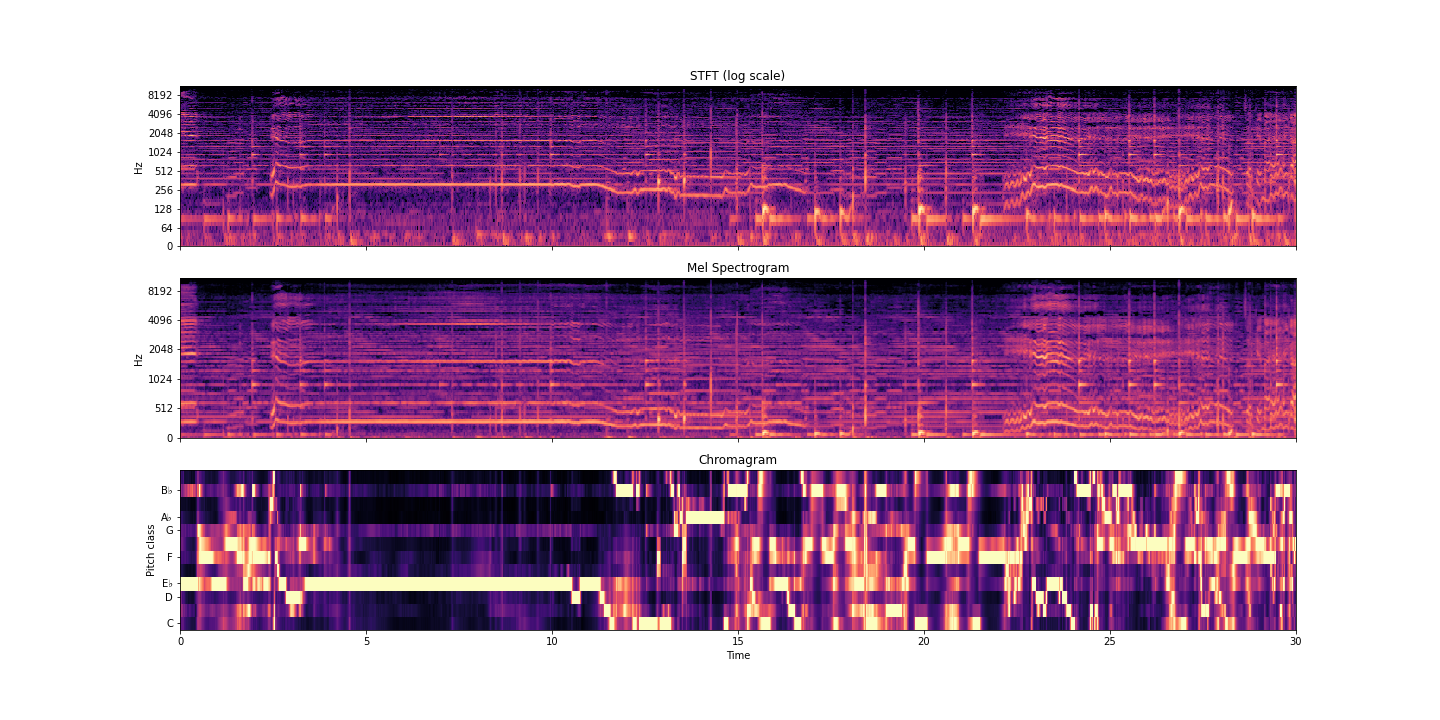 STFT (log scale)
8192
4096
2048
1024
512
256
128
64
0
Hz
Mel Spectrogram
8192
4096
2048
1024
512
0
Hz
Chromagram
B♭
A♭
G
F
E♭
D
C
Pitch class
0 5 10 15 20 25 30
Time